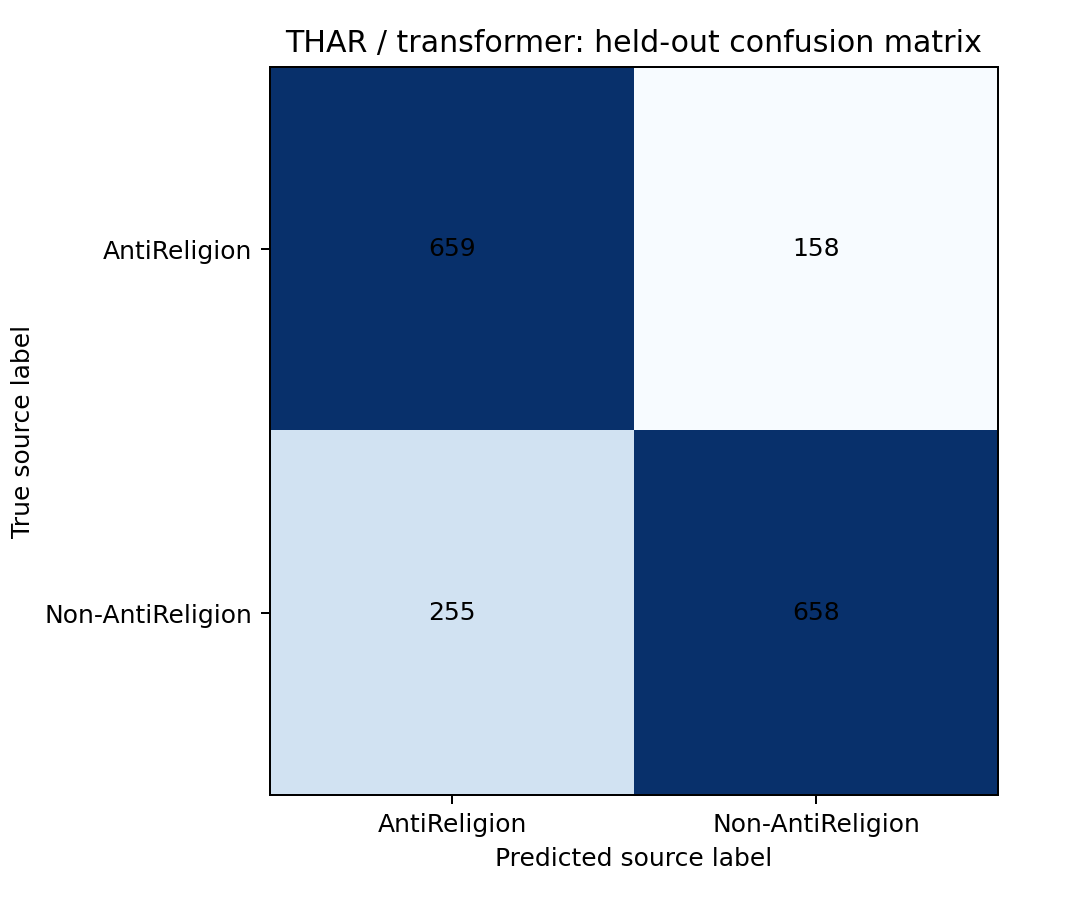 THAR / transformer: held-out confusion matrix
True source label
AntiReligion
659
158
Non-AntiReligion
255
658
AntiReligion
Non-AntiReligion
Predicted source label